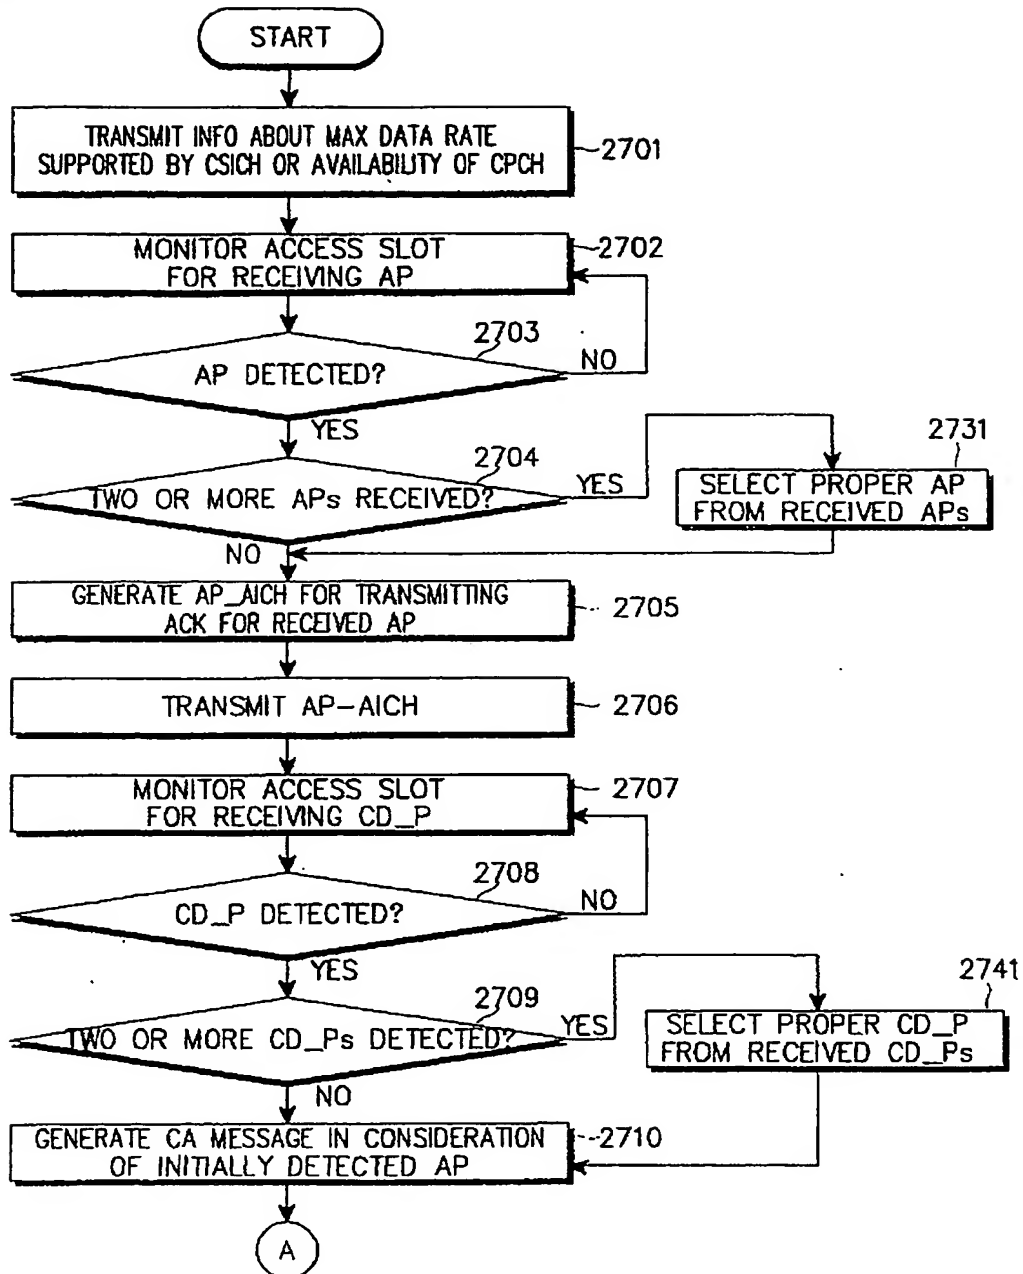 START
TRANSMIT INFO ABOUT MAX DATA RATE
SUPPORTED BY CSICH OR AVAILABILITY OF CPCH
2701
MONITOR ACCESS SLOT
FOR RECEIVING AP
2702
2703
AP DETECTED?
NO
YES
2704
TWO OR MORE APs RECEIVED?
YES
2731
SELECT PROPER AP
FROM RECEIVED APs
NO
GENERATE AP_AICH FOR TRANSMITTING
ACK FOR RECEIVED AP
2705
TRANSMIT AP-AICH
2706
MONITOR ACCESS SLOT
FOR RECEIVING CD_P
2707
2708
CD_P DETECTED?
NO
YES
2709
TWO OR MORE CD_Ps DETECTED?
YES
2741
SELECT PROPER CD_P
FROM RECEIVED CD_Ps
NO
GENERATE CA MESSAGE IN CONSIDERATION
OF INITIALLY DETECTED AP
2710
A